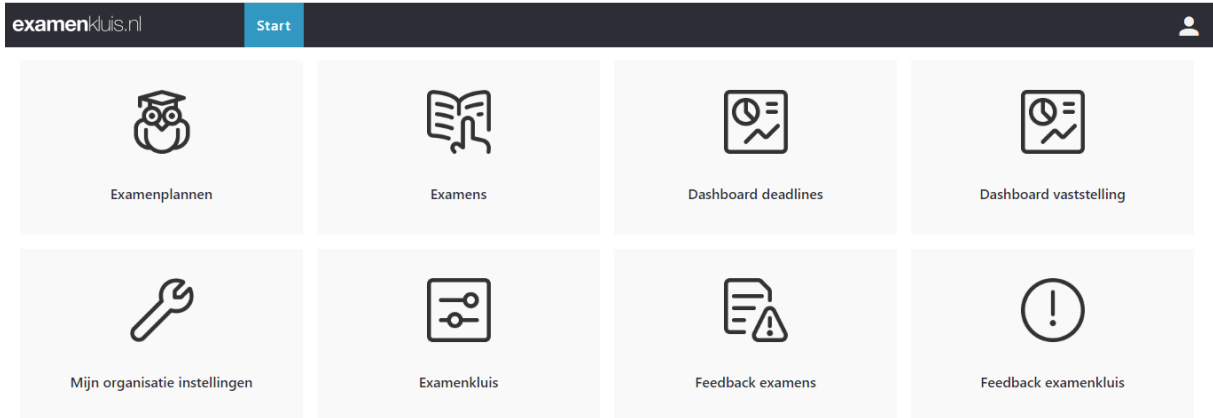 examenkluis.nl Start
Examenplannen Examens Dashboard deadlines Dashboard vaststelling
Mijn organisatie instellingen Examenkluis Feedback examens Feedback examenkluis